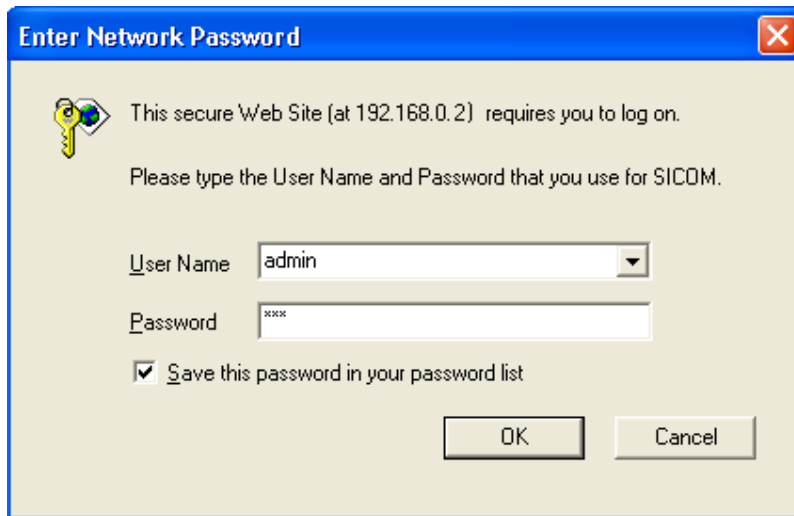 Enter Network Password
This secure Web Site (at 192.168.0.2) requires you to log on.
Please type the User Name and Password that you use for SICOM.
User Name admin
Password ***
Save this password in your password list
OK Cancel